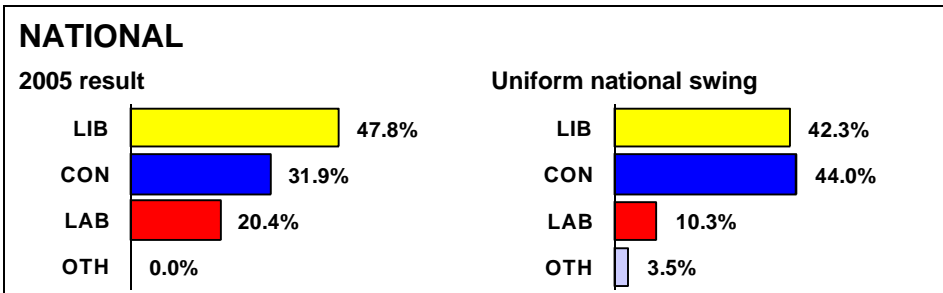 NATIONAL
2005 result
LIB 47.8%
CON 31.9%
LAB 20.4%
OTH 0.0%
Uniform national swing
LIB 42.3%
CON 44.0%
LAB 10.3%
OTH 3.5%